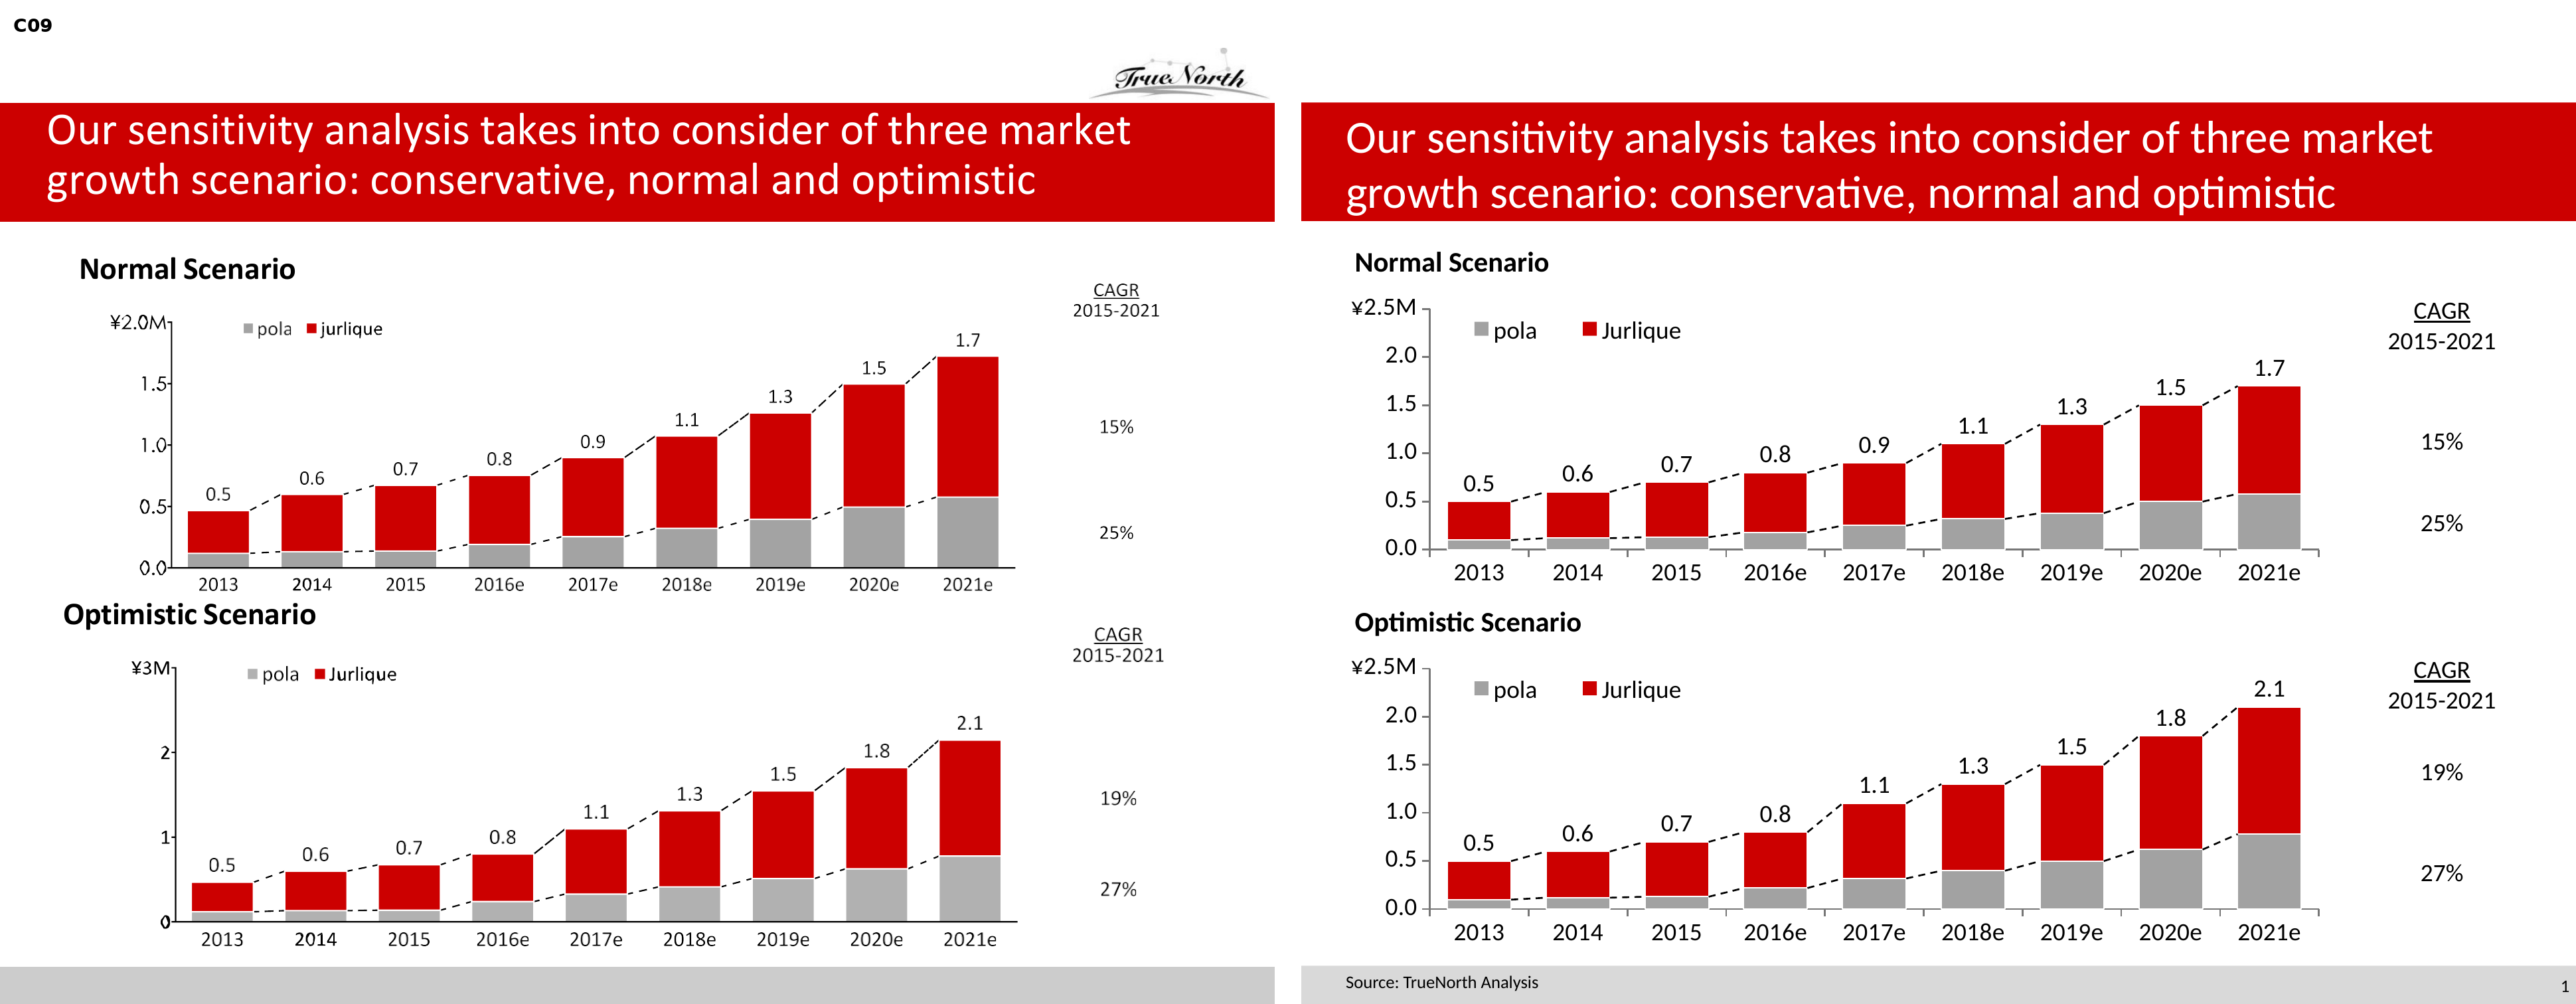 C09
TrueNorth
Our sensitivity analysis takes into consider of three market
growth scenario: conservative, normal and optimistic
Normal Scenario
CAGR
2015-2021
¥2.0M
pola jurlique
1.7
1.5
1.5
1.3
1.1
15%
1.0
0.9
0.8
0.7
0.6
0.5
0.5
25%
0.0
2013 2014 2015 2016e 2017e 2018e 2019e 2020e 2021e
Optimistic Scenario
CAGR
2015-2021
¥3M
pola Jurlique
2.1
2
1.8
1.5
1.3
19%
1.1
1
0.8
0.7
0.6
0.5
27%
0
2013 2014 2015 2016e 2017e 2018e 2019e 2020e 2021e
Our sensitivity analysis takes into consider of three market
growth scenario: conservative, normal and optimistic
Normal Scenario
¥2.5M
CAGR
2015-2021
pola Jurlique
2.0
1.7
1.5
1.5
1.3
1.1
15%
1.0
0.9
0.8
0.7
0.6
0.5
0.5
25%
0.0
2013 2014 2015 2016e 2017e 2018e 2019e 2020e 2021e
Optimistic Scenario
¥2.5M
CAGR
2015-2021
pola Jurlique
2.1
2.0
1.8
1.5
1.5
1.3
19%
1.1
1.0
0.8
0.7
0.6
0.5
0.5
27%
0.0
2013 2014 2015 2016e 2017e 2018e 2019e 2020e 2021e
Source: TrueNorth Analysis
1